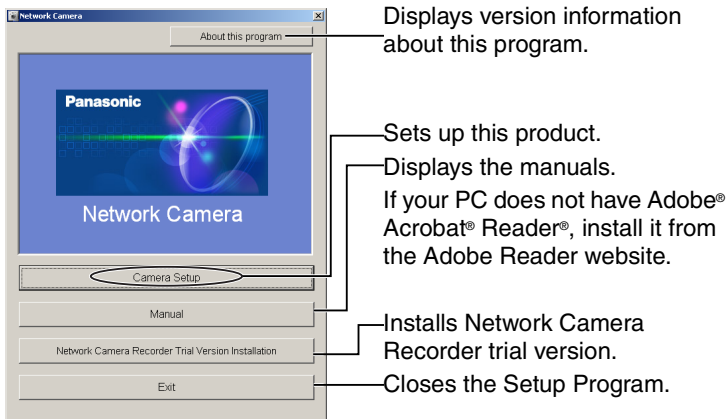 Network Camera
About this program
Displays version information
about this program.
Panasonic
Network Camera
Sets up this product.
Displays the manuals.
If your PC does not have Adobe®
Acrobat® Reader®, install it from
the Adobe Reader website.
Camera Setup
Manual
Network Camera Recorder Trial Version Installation
Installs Network Camera
Recorder trial version.
Exit
Closes the Setup Program.